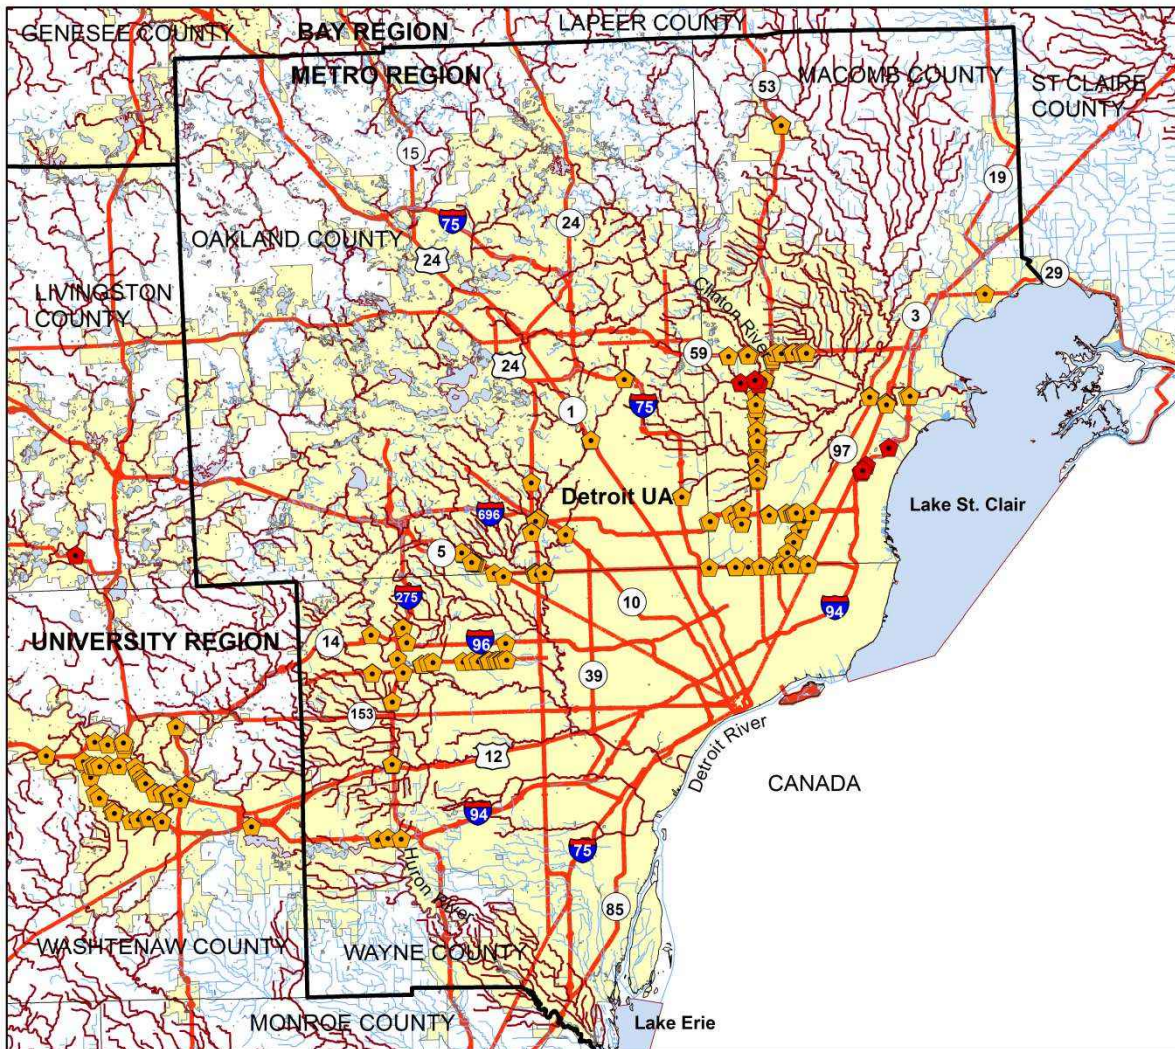 GENESEE COUNTY
BAY REGION
LAPEER COUNTY
METRO REGION
MACOMB COUNTY
ST CLAIRE
COUNTY
53
15
19
24
75
OAKLAND COUNTY
24
29
LIVINGSTON
COUNTY
Clinton River
3
59
24
1
75
97
Detroit UA
Lake St. Clair
696
5
275
10
94
UNIVERSITY REGION
14
96
39
153
Detroit River
12
CANADA
94
75
Huron River
85
WASHTENAW COUNTY
WAYNE COUNTY
MONROE COUNTY
Lake Erie